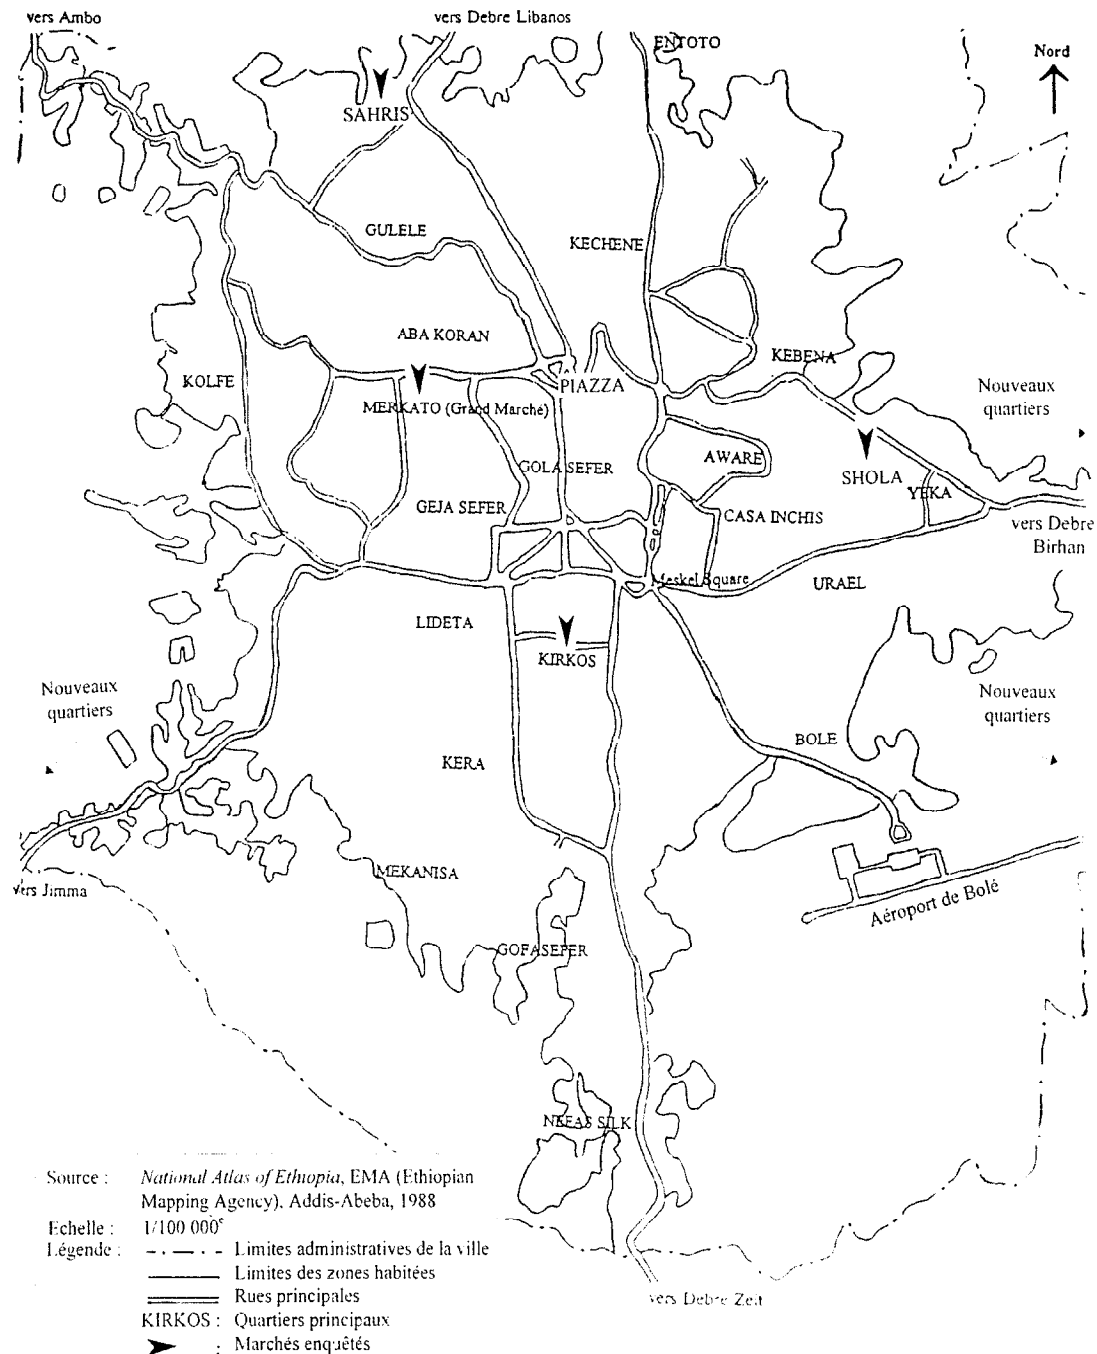 vers Ambo
vers Debre Libanos
ENTOTO
Nord
SAHRIS
GULELE
KECHENE
ABA KORAN
KEBENA
KOLFE
PIAZZA
Nouveaux
quartiers
MERKATO (Grand Marché)
GOLA SEFER
AWARE
SHOLA
YEKA
GEJA SEFER
CASA INCHIS
vers Debre
Birhan
Meskel Square
URAEL
LIDETA
KIRKOS
Nouveaux
quartiers
Nouveaux
quartiers
BOLE
KERA
MEKANISA
vers Jimma
Aéroport de Bolé
GOFASEFER
NEFAS SILK
Source : National Atlas of Ethiopia, EMA (Ethiopian
Mapping Agency), Addis-Abeba, 1988
Echelle : 1/100 000e
Légende : Limites administratives de la ville
Limites des zones habitées
Rues principales
KIRKOS : Quartiers principaux
: Marchés enquêtés
vers Debre Zeit